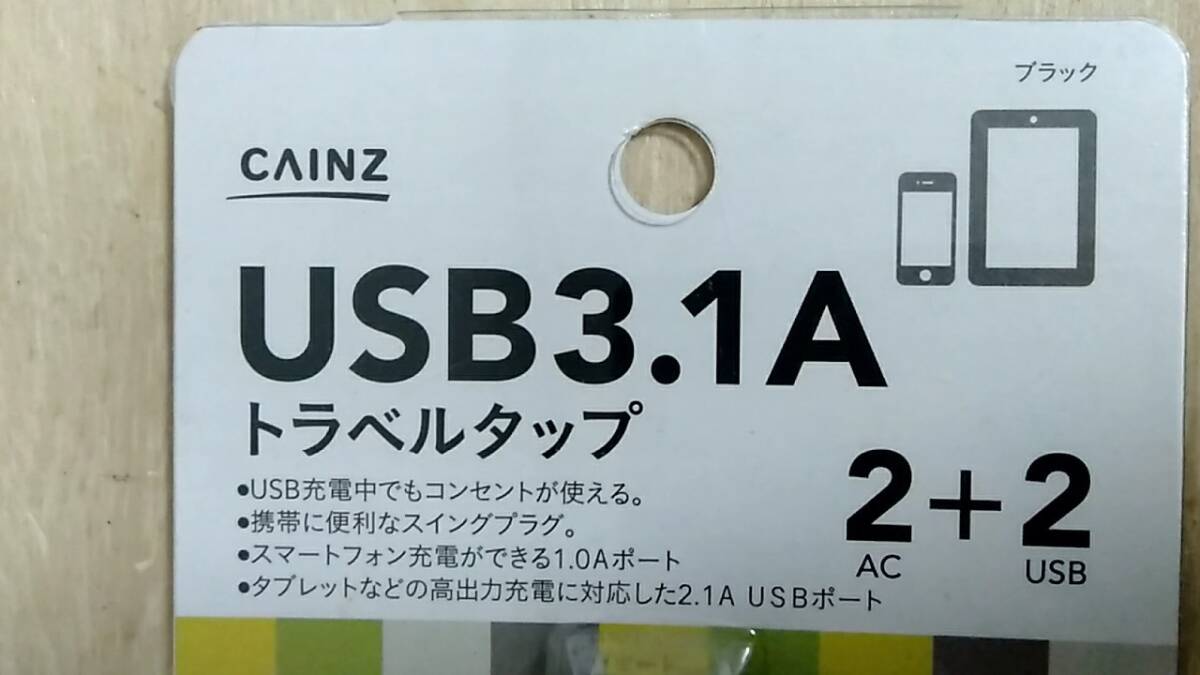 ブラック
CAINZ
USB3.1A
トラベルタップ
●USB充電中でもコンセントが使える。
●携帯に便利なスイングプラグ。
●スマートフォン充電ができる1.0Aポート
●タブレットなどの高出力充電に対応した2.1A USBポート
2+2
AC USB